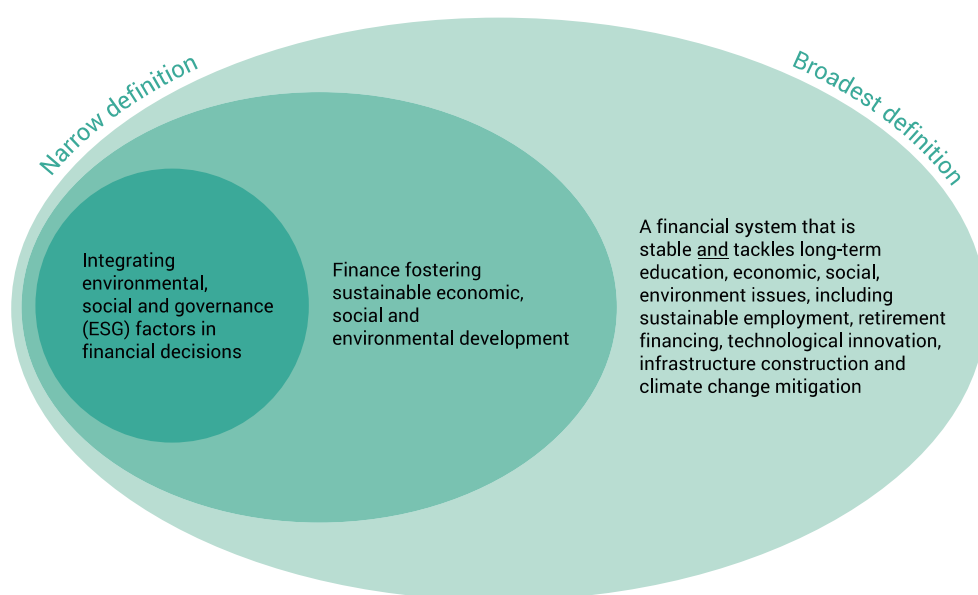 Narrow definition
Broadest definition
Integrating
environmental,
social and governance
(ESG) factors in
financial decisions
Finance fostering
sustainable economic,
social and
environmental development
A financial system that is
stable and tackles long-term
education, economic, social,
environment issues, including
sustainable employment, retirement
financing, technological innovation,
infrastructure construction and
climate change mitigation